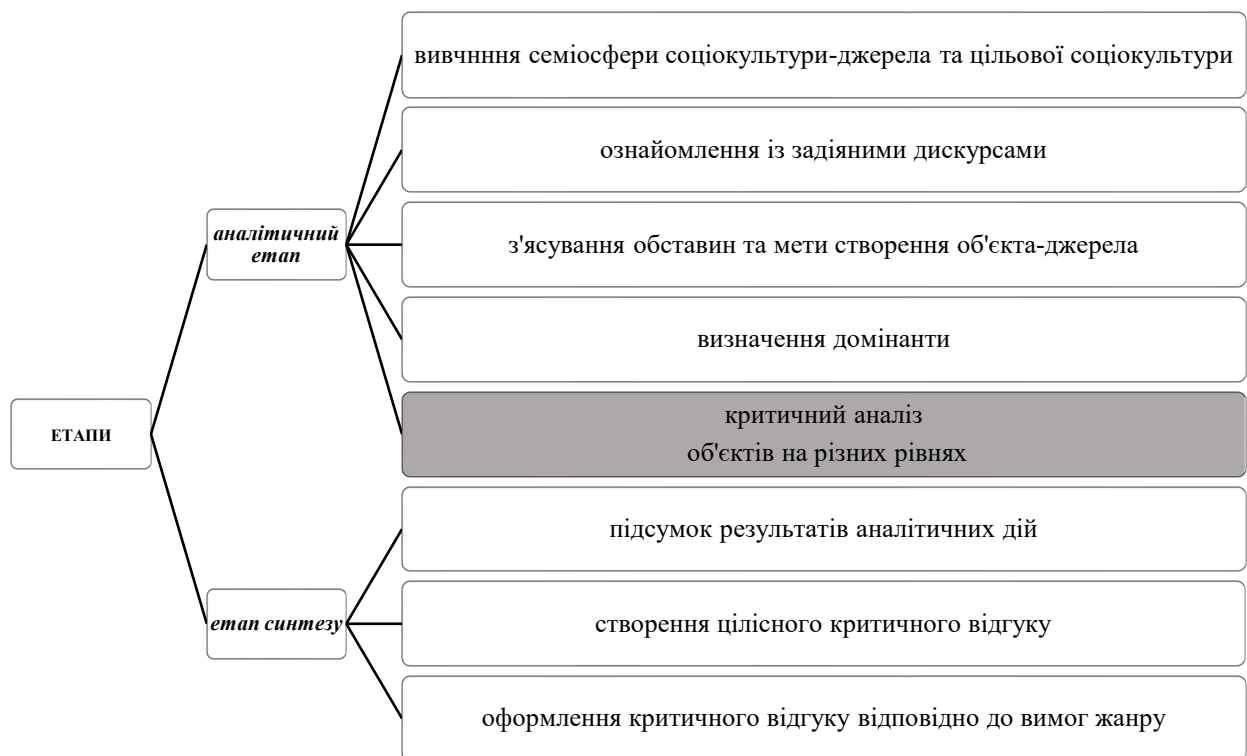 вивчнння семіосфери соціокультури-джерела та цільової соціокультури
ознайомлення із задіяними дискурсами
аналітичний
етап
з'ясування обставин та мети створення об'єкта-джерела
визначення домінанти
ЕТАПИ
критичний аналіз
об'єктів на різних рівнях
підсумок результатів аналітичних дій
етап синтезу
створення цілісного критичного відгуку
оформлення критичного відгуку відповідно до вимог жанру